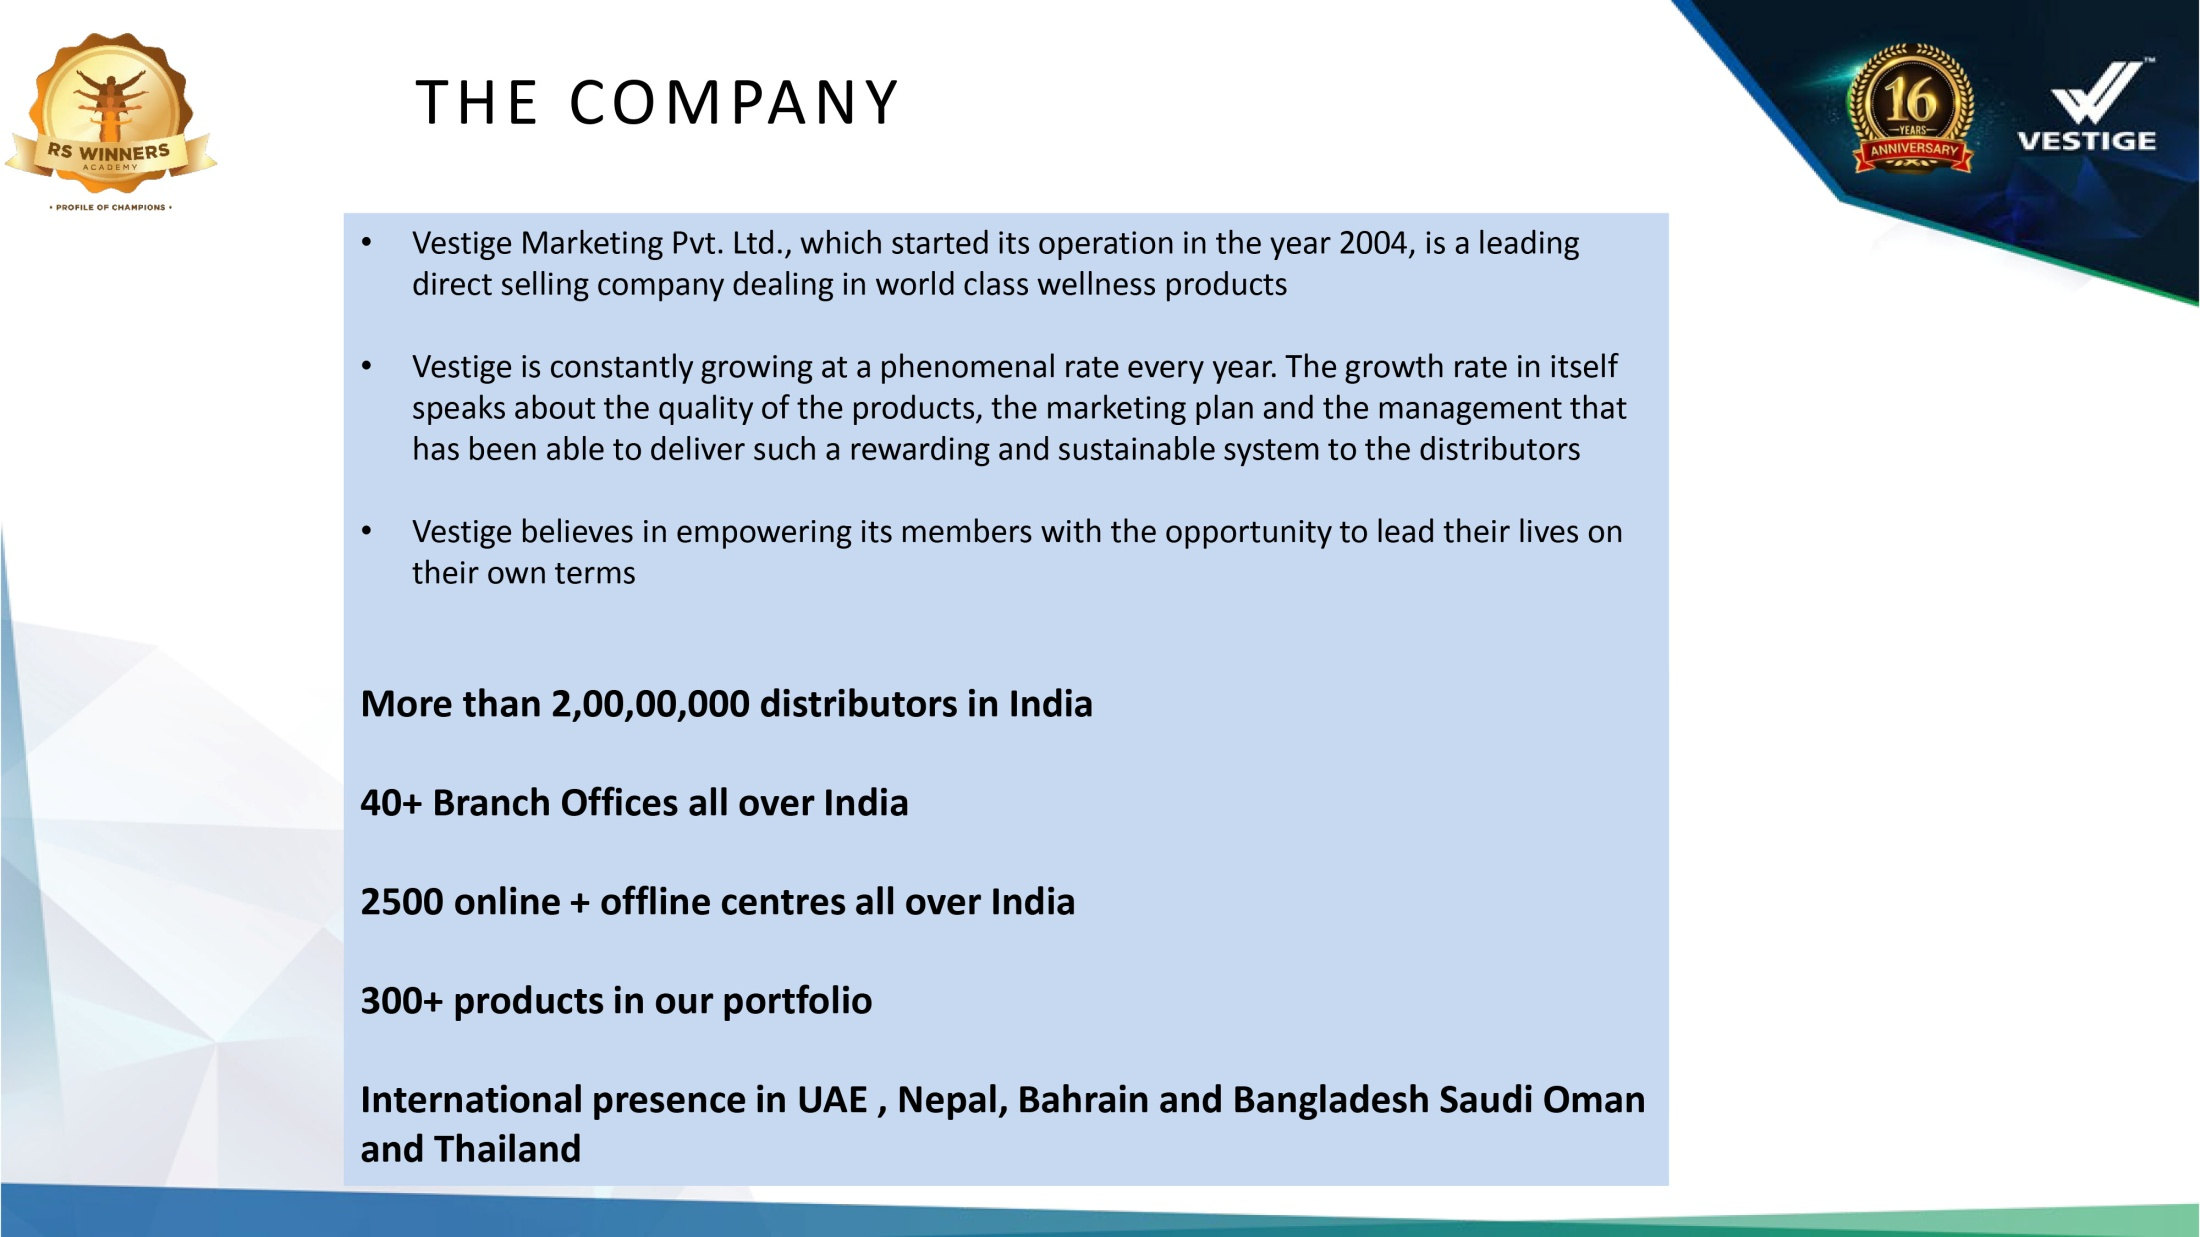 RS WINNERS
ACADEMY
• PROFILE OF CHAMPIONS •
THE COMPANY
16
YEARS
ANNIVERSARY
VESTIGE
TM
• Vestige Marketing Pvt. Ltd., which started its operation in the year 2004, is a leading
direct selling company dealing in world class wellness products
• Vestige is constantly growing at a phenomenal rate every year. The growth rate in itself
speaks about the quality of the products, the marketing plan and the management that
has been able to deliver such a rewarding and sustainable system to the distributors
• Vestige believes in empowering its members with the opportunity to lead their lives on
their own terms
More than 2,00,00,000 distributors in India
40+ Branch Offices all over India
2500 online + offline centres all over India
300+ products in our portfolio
International presence in UAE , Nepal, Bahrain and Bangladesh Saudi Oman
and Thailand